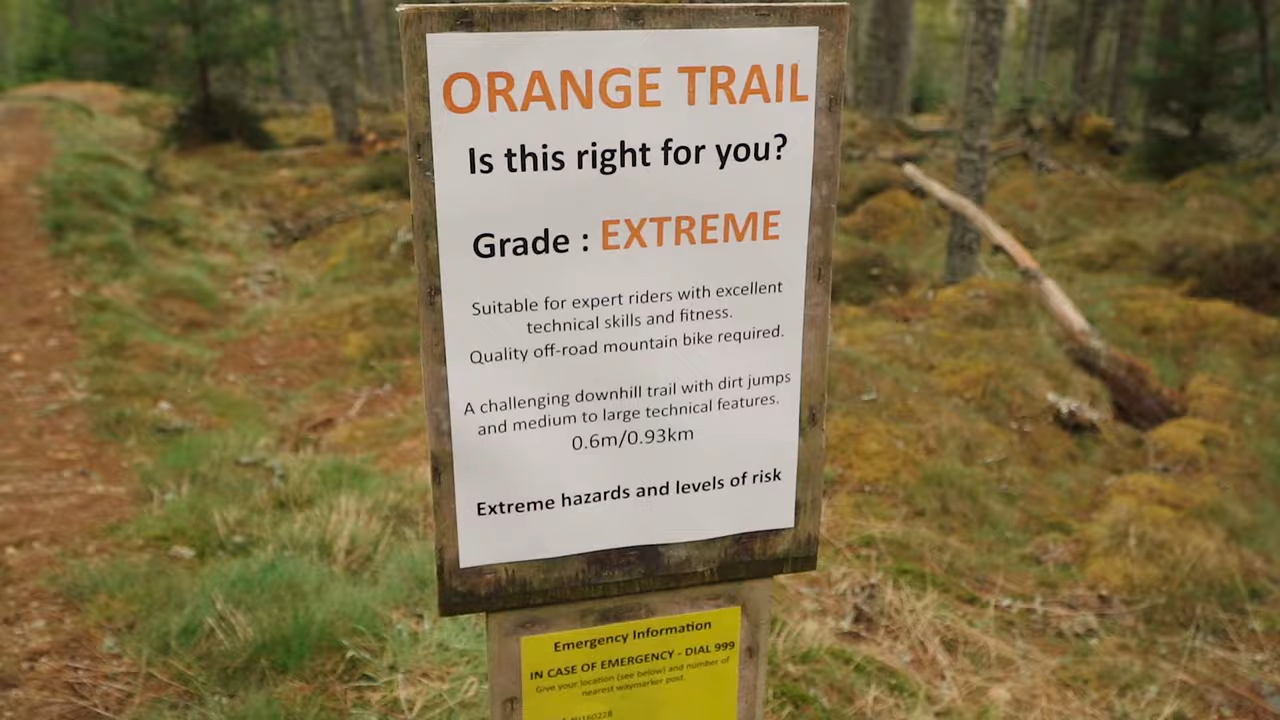 ORANGE TRAIL
Is this right for you?
Grade : EXTREME
Suitable for expert riders with excellent
technical skills and fitness.
Quality off-road mountain bike required.
A challenging downhill trail with dirt jumps
and medium to large technical features.
0.6m/0.93km
Extreme hazards and levels of risk
Emergency Information
IN CASE OF EMERGENCY - DIAL 999
Give your location (see below) and number of
nearest waymarker post.